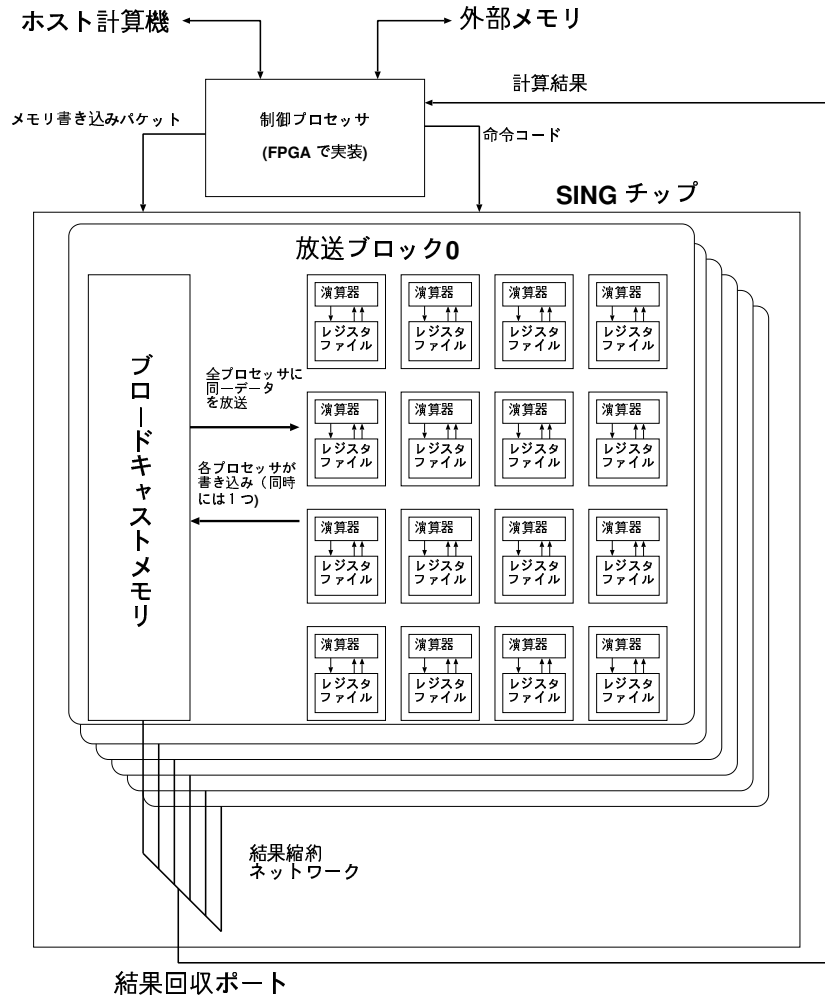 ホスト計算機
外部メモリ
計算結果
メモリ書き込みパケット
制御プロセッサ
(FPGA で実装)
命令コード
SING チップ
放送ブロック0
ブロードキャストメモリ
全プロセッサに
同一データ
を放送
各プロセッサが
書き込み（同時
には１つ)
演算器
レジスタ
ファイル
演算器
レジスタ
ファイル
演算器
レジスタ
ファイル
演算器
レジスタ
ファイル
演算器
レジスタ
ファイル
演算器
レジスタ
ファイル
演算器
レジスタ
ファイル
演算器
レジスタ
ファイル
演算器
レジスタ
ファイル
演算器
レジスタ
ファイル
演算器
レジスタ
ファイル
演算器
レジスタ
ファイル
演算器
レジスタ
ファイル
演算器
レジスタ
ファイル
演算器
レジスタ
ファイル
演算器
レジスタ
ファイル
結果縮約
ネットワーク
結果回収ポート